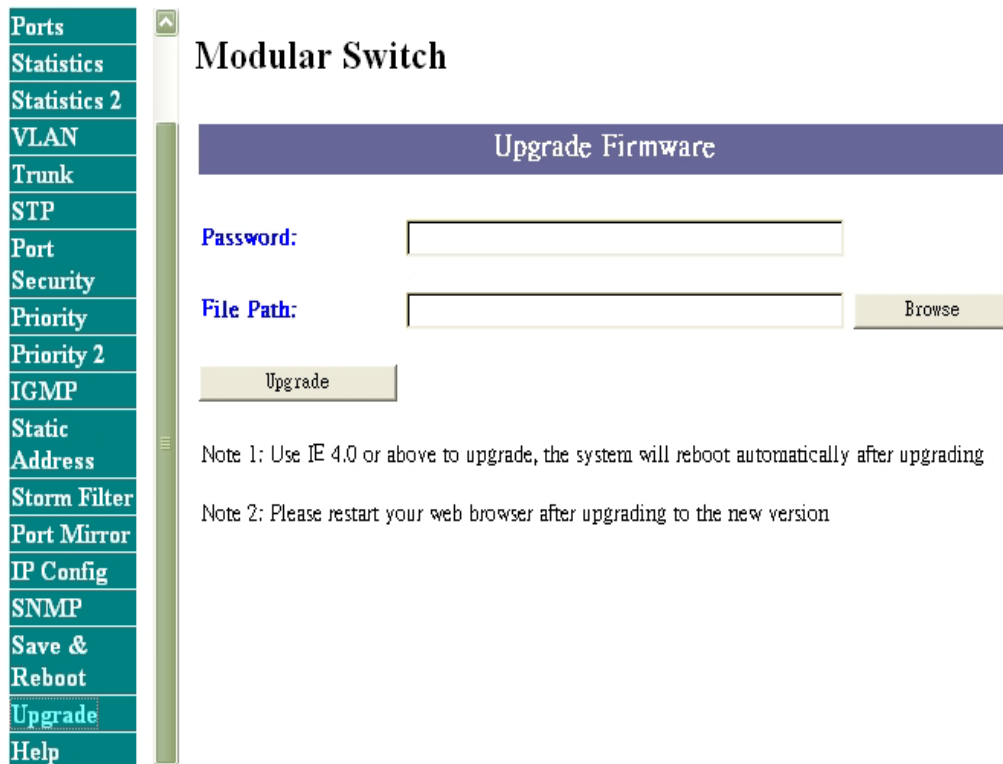 Ports
Statistics
Statistics 2
VLAN
Trunk
STP
Port
Security
Priority
Priority 2
IGMP
Static
Address
Storm Filter
Port Mirror
IP Config
SNMP
Save &
Reboot
Upgrade
Help
Modular Switch
Upgrade Firmware
Password:
File Path:
Browse
Upgrade
Note 1: Use IE 4.0 or above to upgrade, the system will reboot automatically after upgrading
Note 2: Please restart your web browser after upgrading to the new version